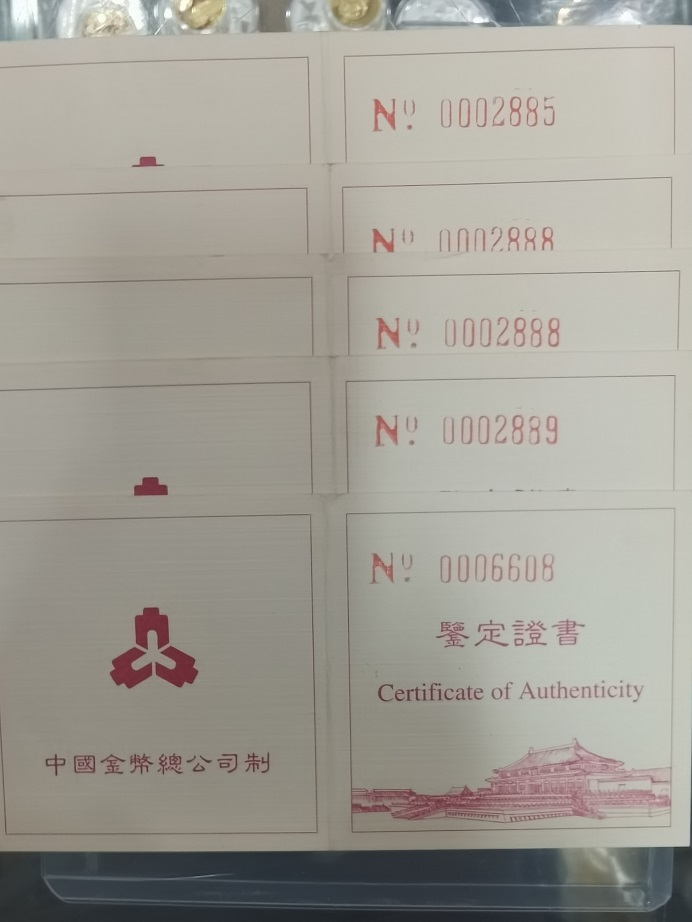 Nº 0002885
Nº 0002888
Nº 0002888
Nº 0002889
Nº 0006608
鑒定證書
Certificate of Authenticity
中國金幣總公司制